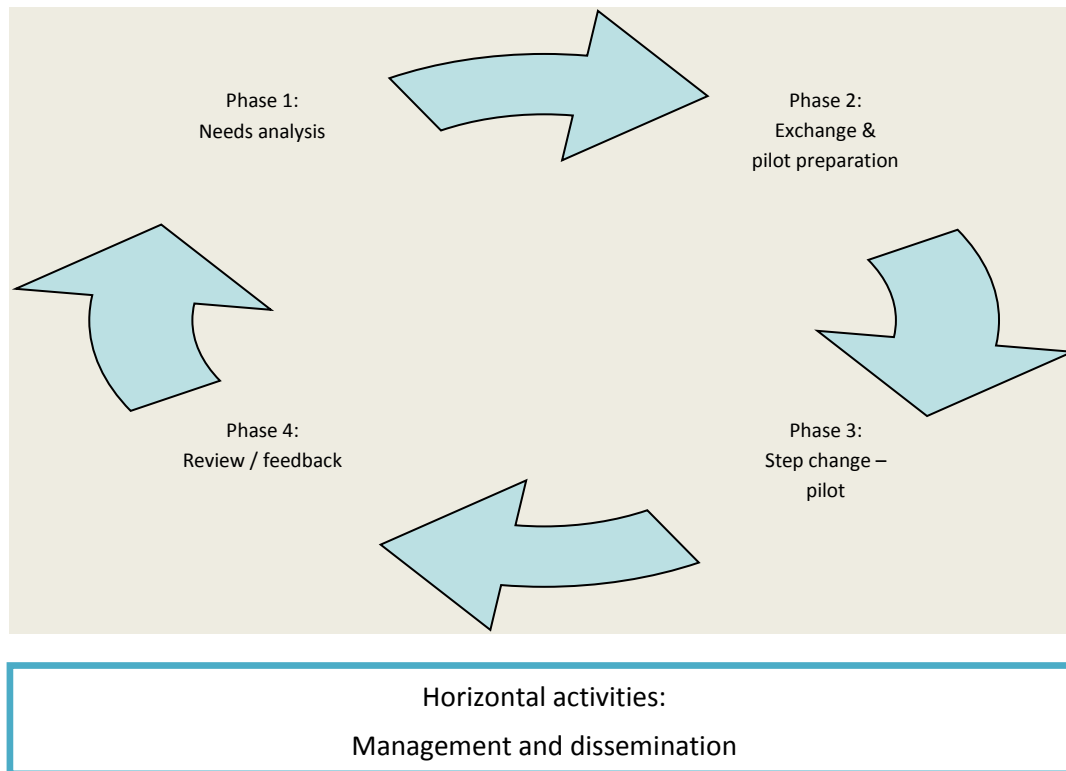 Phase 1:
Needs analysis
Phase 2:
Exchange &
pilot preparation
Phase 3:
Step change –
pilot
Phase 4:
Review / feedback
Horizontal activities:
Management and dissemination